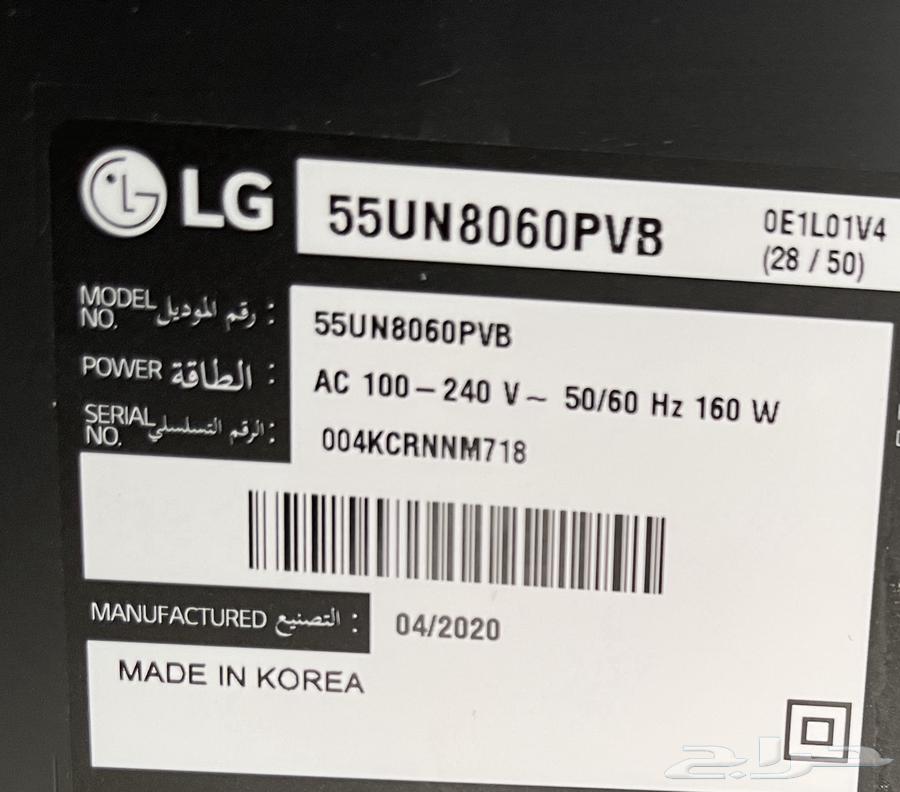 LG 55UN8060PVB 0E1L01V4
(28 / 50)
MODEL NO. رقم الموديل : 55UN8060PVB
POWER الطاقة : AC 100 – 240 V ~ 50/60 Hz 160 W
SERIAL NO. الرقم التسلسلي : 004KCRNNM718
MANUFACTURED التصنيع : 04/2020
MADE IN KOREA
حراج